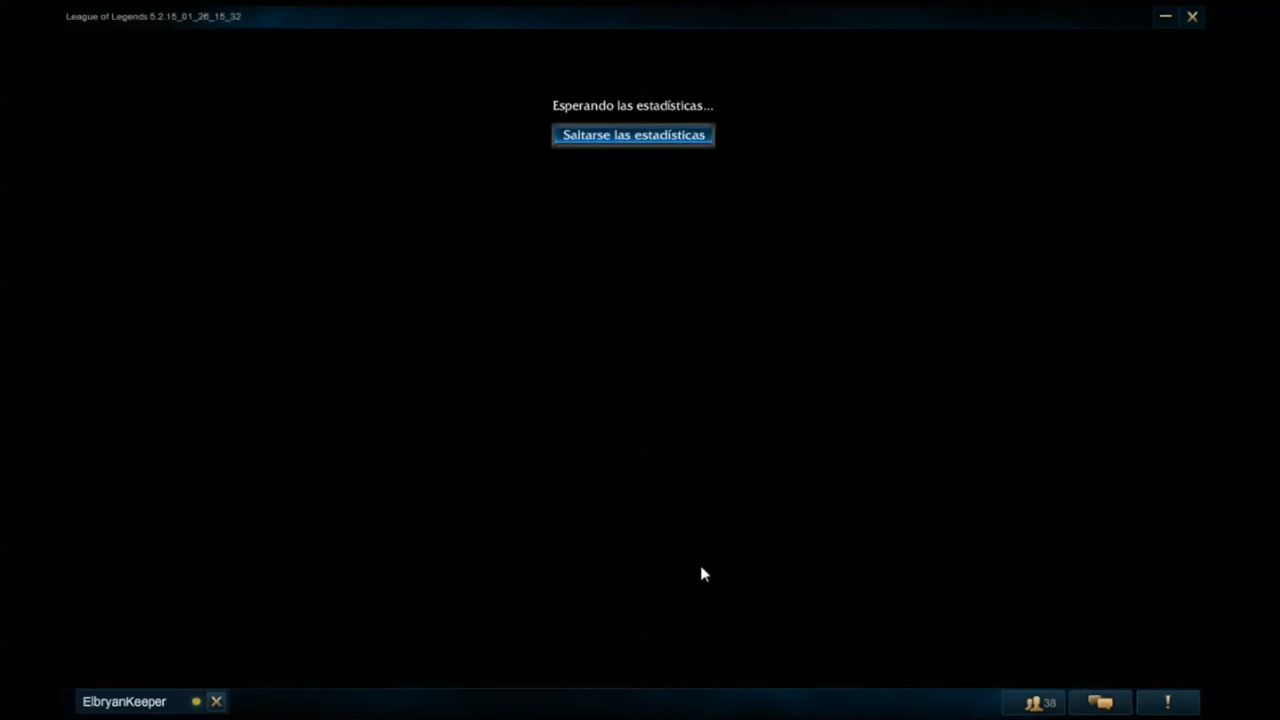 League of Legends 5.2.15_01_26_15_32
Esperando las estadísticas...
Saltarse las estadísticas
ElbryanKeeper
38